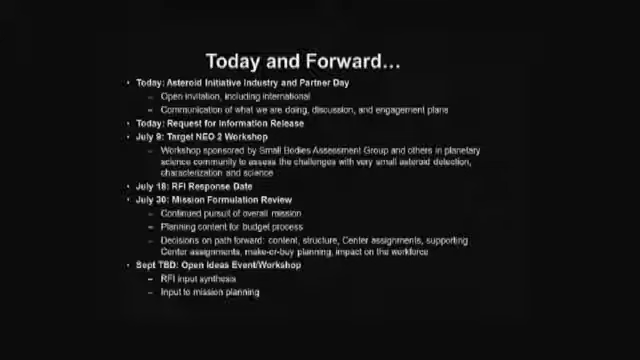 Today and Forward…
• Today: Asteroid Initiative Industry and Partner Day
– Open invitation, including international
– Communication of what we are doing, discussion, and engagement plans
• Today: Request for Information Release
• July 9: Target NEO 2 Workshop
– Workshop sponsored by Small Bodies Assessment Group and others in planetary
science community to assess the challenges with very small asteroid detection,
characterization and science
• July 18: RFI Response Date
• July 30: Mission Formulation Review
– Continued pursuit of overall mission
– Planning content for budget process
– Decisions on path forward: content, structure, Center assignments, supporting
Center assignments, make-or-buy planning, impact on the workforce
• Sept TBD: Open Ideas Event/Workshop
– RFI input synthesis
– Input to mission planning